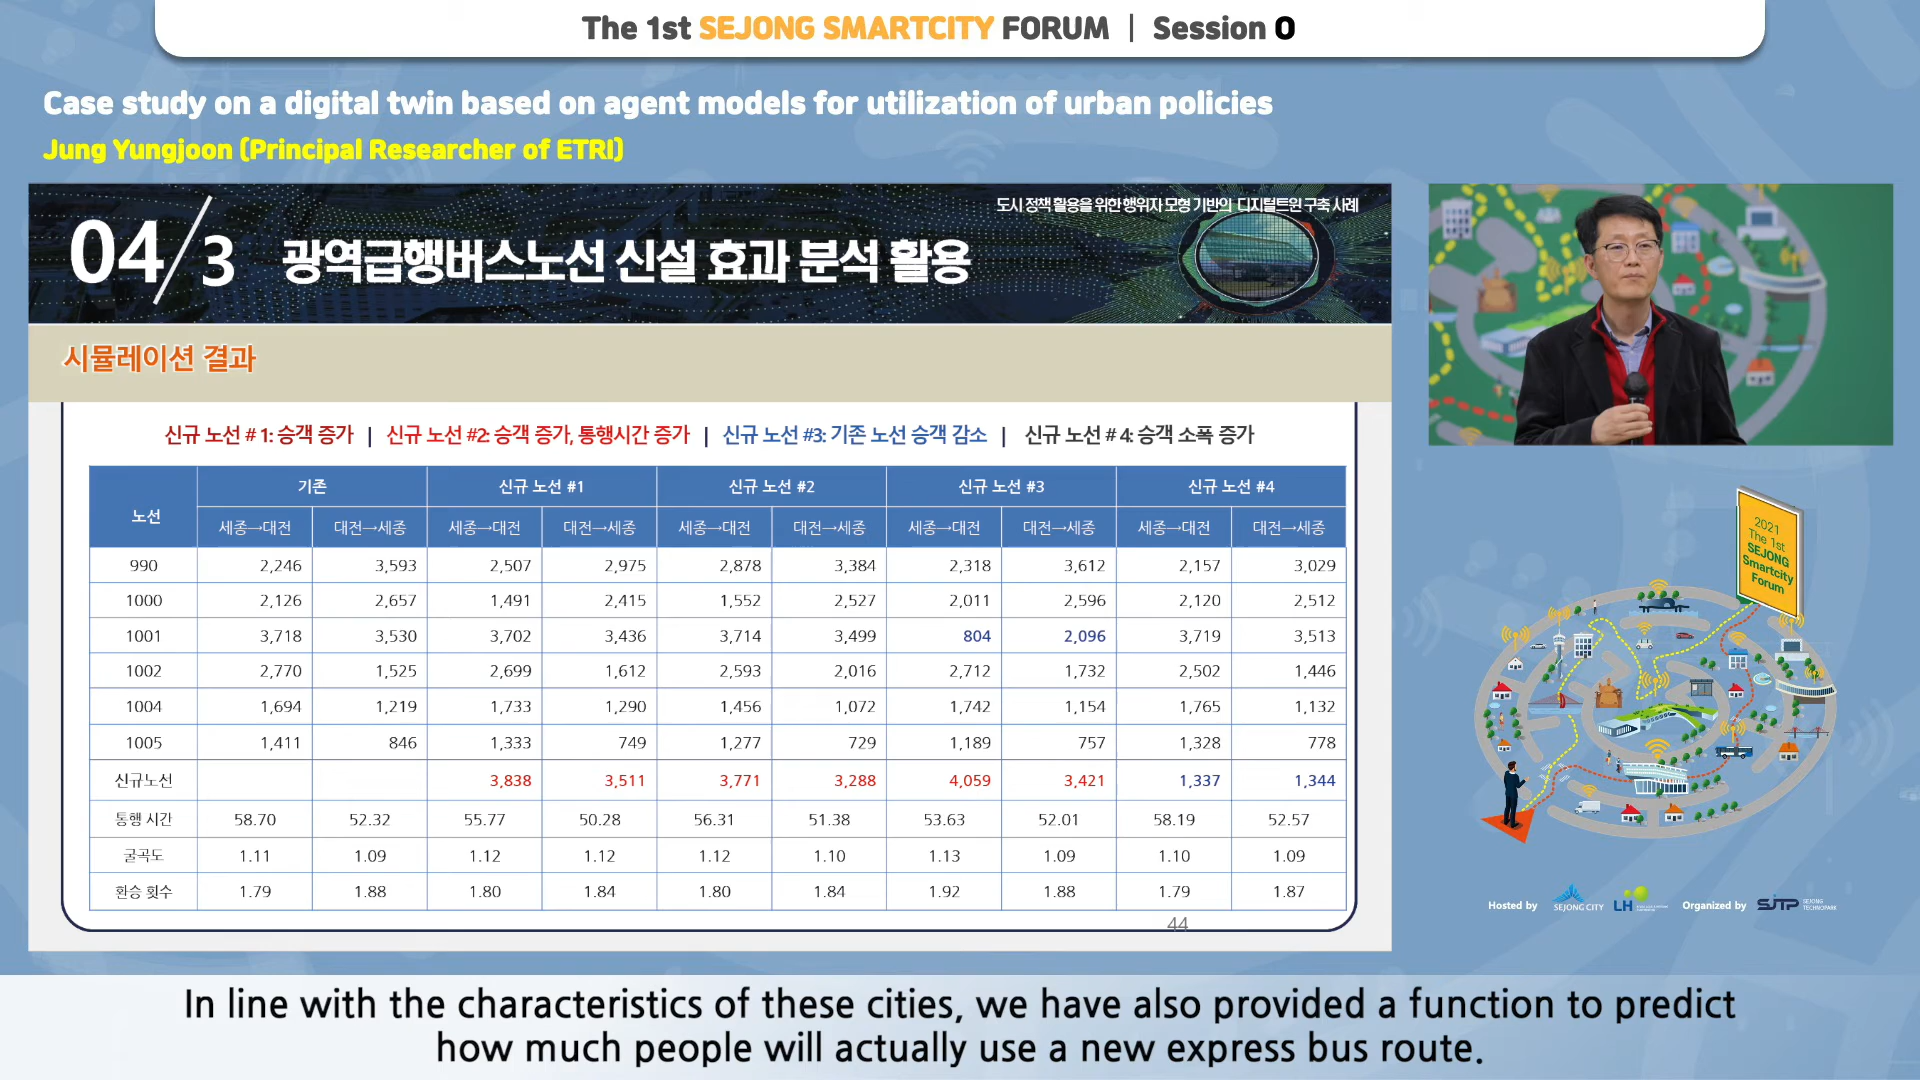 The 1st SEJONG SMARTCITY FORUM | Session 0
Case study on a digital twin based on agent models for utilization of urban policies
Jung Yungjoon (Principal Researcher of ETRI)
도시 정책 활용을 위한 행위자 모형 기반의 디지털트윈 구축 사례
04/3 광역급행버스노선 신설 효과 분석 활용
시뮬레이션 결과
신규 노선 # 1: 승객 증가 | 신규 노선 #2: 승객 증가, 통행시간 증가 | 신규 노선 #3: 기존 노선 승객 감소 | 신규 노선 # 4: 승객 소폭 증가
노선 기존 신규 노선 #1 신규 노선 #2 신규 노선 #3 신규 노선 #4
세종→대전 대전→세종 세종→대전 대전→세종 세종→대전 대전→세종 세종→대전 대전→세종 세종→대전 대전→세종
990 2,246 3,593 2,507 2,975 2,878 3,384 2,318 3,612 2,157 3,029
1000 2,126 2,657 1,491 2,415 1,552 2,527 2,011 2,596 2,120 2,512
1001 3,718 3,530 3,702 3,436 3,714 3,499 804 2,096 3,719 3,513
1002 2,770 1,525 2,699 1,612 2,593 2,016 2,712 1,732 2,502 1,446
1004 1,694 1,219 1,733 1,290 1,456 1,072 1,742 1,154 1,765 1,132
1005 1,411 846 1,333 749 1,277 729 1,189 757 1,328 778
신규노선 3,838 3,511 3,771 3,288 4,059 3,421 1,337 1,344
통행 시간 58.70 52.32 55.77 50.28 56.31 51.38 53.63 52.01 58.19 52.57
굴곡도 1.11 1.09 1.12 1.12 1.12 1.10 1.13 1.09 1.10 1.09
환승 횟수 1.79 1.88 1.80 1.84 1.80 1.84 1.92 1.88 1.79 1.87
44
2021
The 1st
SEJONG
Smartcity
Forum
Hosted by SEJONG CITY LH Organized by SJTP SEJONG TECHNOPARK
In line with the characteristics of these cities, we have also provided a function to predict
how much people will actually use a new express bus route.